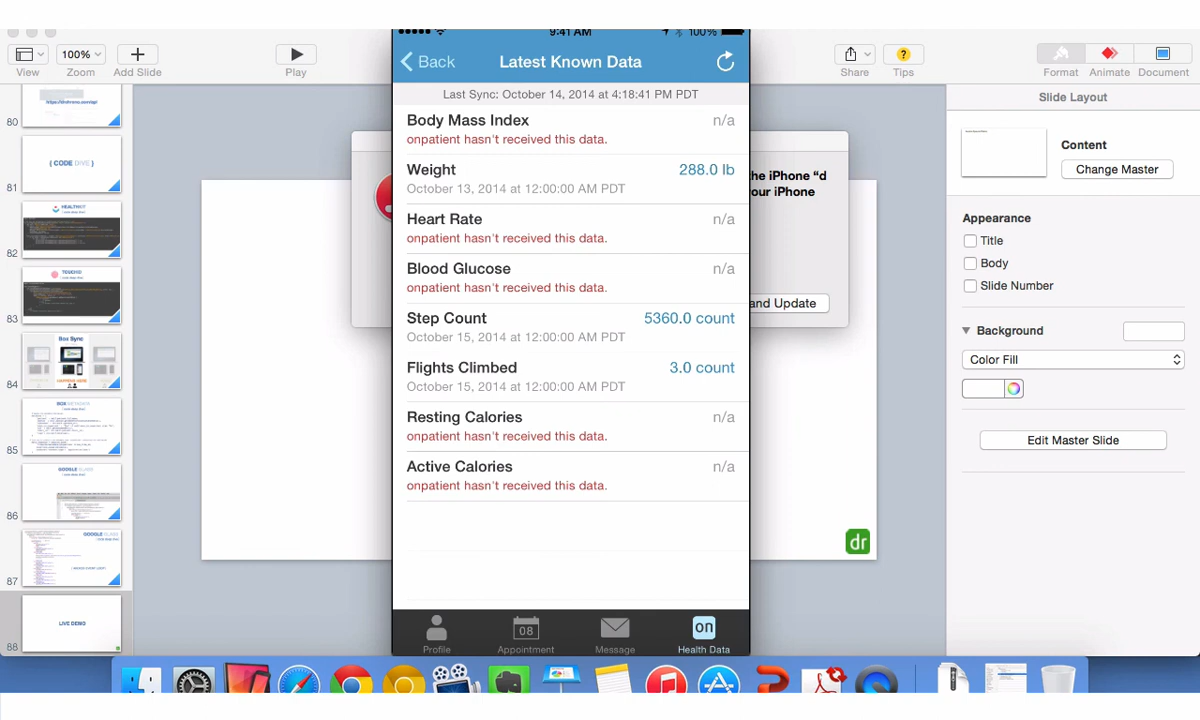 9:41 AM
100%
100%
View
Zoom
Add Slide
Play
Share
?
Tips
Format
Animate
Document
Back
Latest Known Data
Last Sync: October 14, 2014 at 4:18:41 PM PDT
Body Mass Index
n/a
onpatient hasn't received this data.
Weight
288.0 lb
October 13, 2014 at 12:00:00 AM PDT
Heart Rate
n/a
onpatient hasn't received this data.
Blood Glucose
n/a
onpatient hasn't received this data.
Step Count
5360.0 count
October 15, 2014 at 12:00:00 AM PDT
Flights Climbed
3.0 count
October 15, 2014 at 12:00:00 AM PDT
Resting Calories
n/a
onpatient hasn't received this data.
Active Calories
n/a
onpatient hasn't received this data.
Profile
08
Appointment
Message
on
Health Data
the iPhone “d
our iPhone
and Update
dr
80
81
{ CODE DIVE }
82
HEALTHKIT
83
TOUCHID
84
Box Sync
85
86
GOOGLE GLASS
87
GOOGLE GLASS
88
LIVE DEMO
Slide Layout
Content
Change Master
Appearance
Title
Body
Slide Number
Background
Color Fill
Edit Master Slide